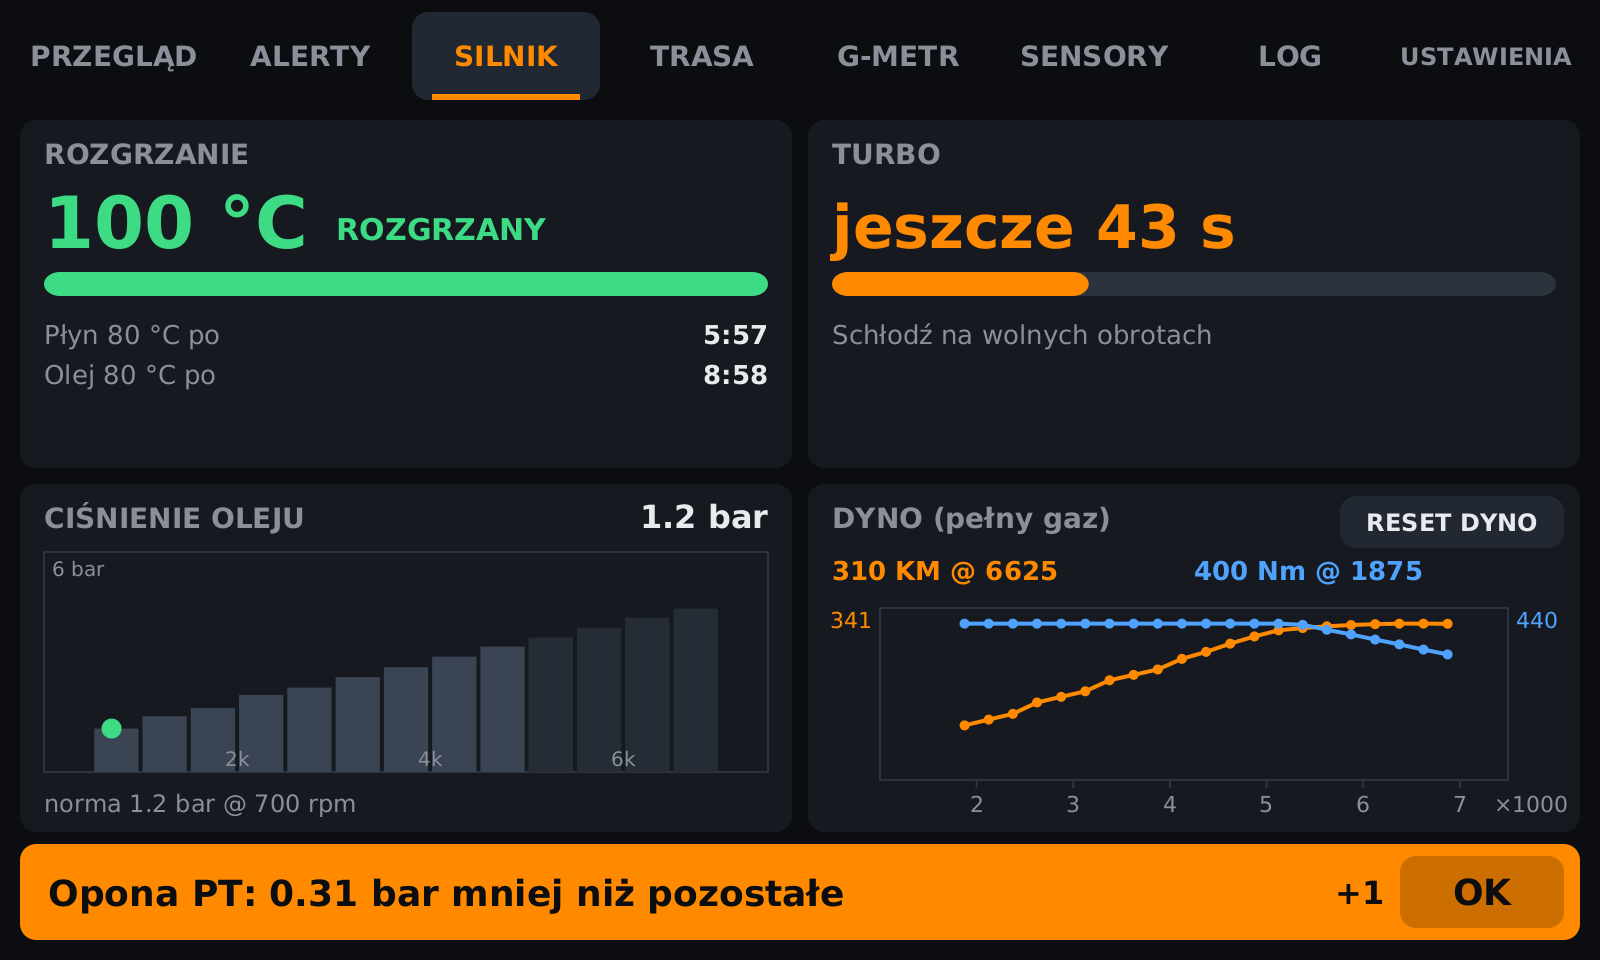 PRZEGLĄD ALERTY SILNIK TRASA G-METR SENSORY LOG USTAWIENIA
ROZGRZANIE
100 °C ROZGRZANY
Płyn 80 °C po 5:57
Olej 80 °C po 8:58
TURBO
jeszcze 43 s
Schłodź na wolnych obrotach
CIŚNIENIE OLEJU 1.2 bar
6 bar
2k 4k 6k
norma 1.2 bar @ 700 rpm
DYNO (pełny gaz) RESET DYNO
310 KM @ 6625 400 Nm @ 1875
341 440
2 3 4 5 6 7 ×1000
Opona PT: 0.31 bar mniej niż pozostałe +1 OK